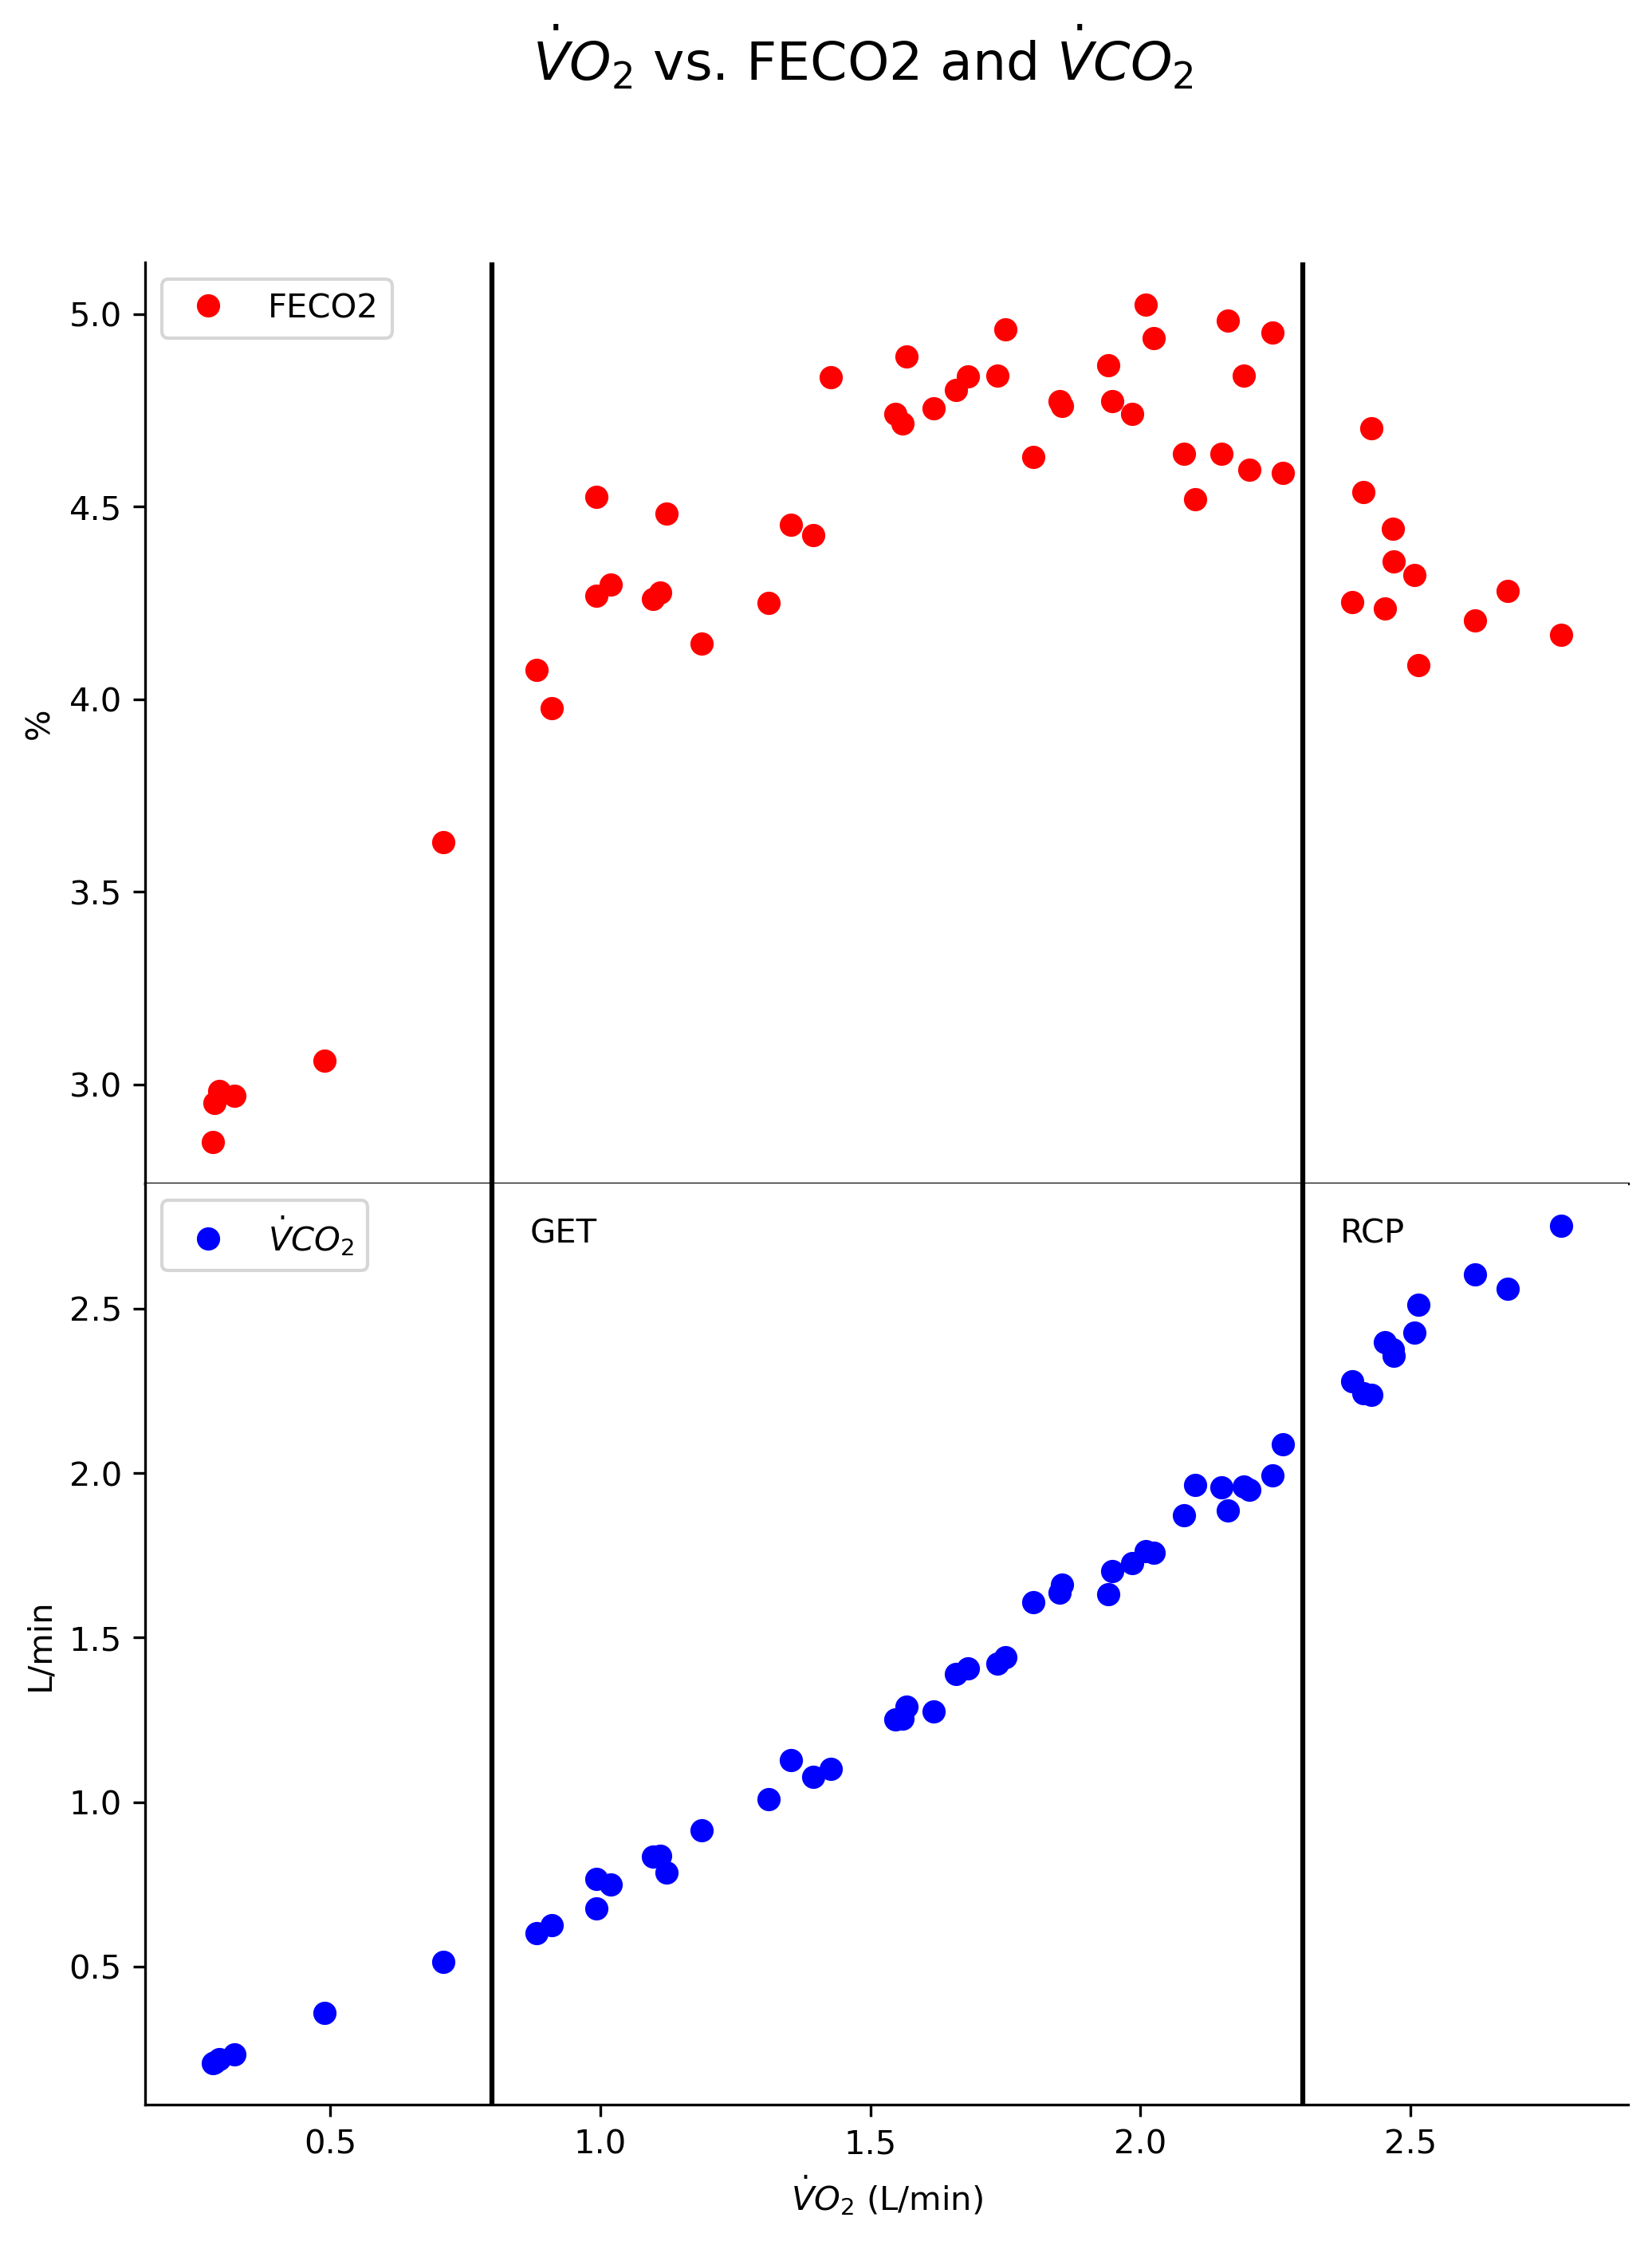 V̇O₂ vs. FECO2 and V̇CO₂
FECO2
5.0
4.5
4.0
3.5
3.0
%
V̇CO₂
GET
RCP
2.5
2.0
1.5
1.0
0.5
L/min
0.5 1.0 1.5 2.0 2.5
V̇O₂ (L/min)